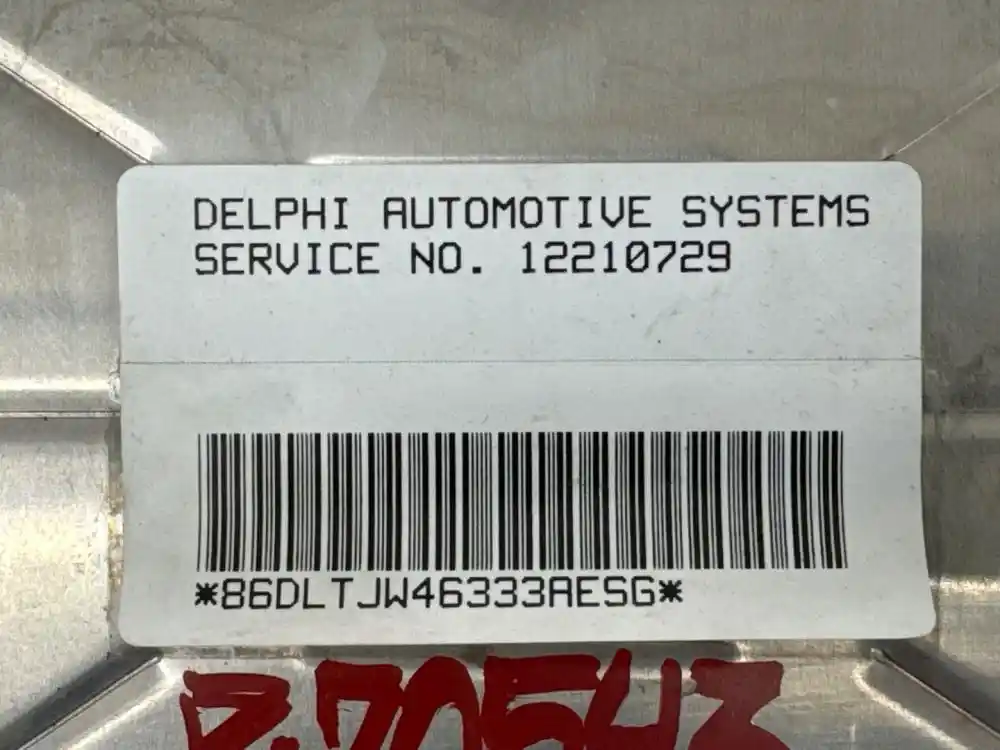 DELPHI AUTOMOTIVE SYSTEMS
SERVICE NO. 12210729
*86DLTJW46333AESG*